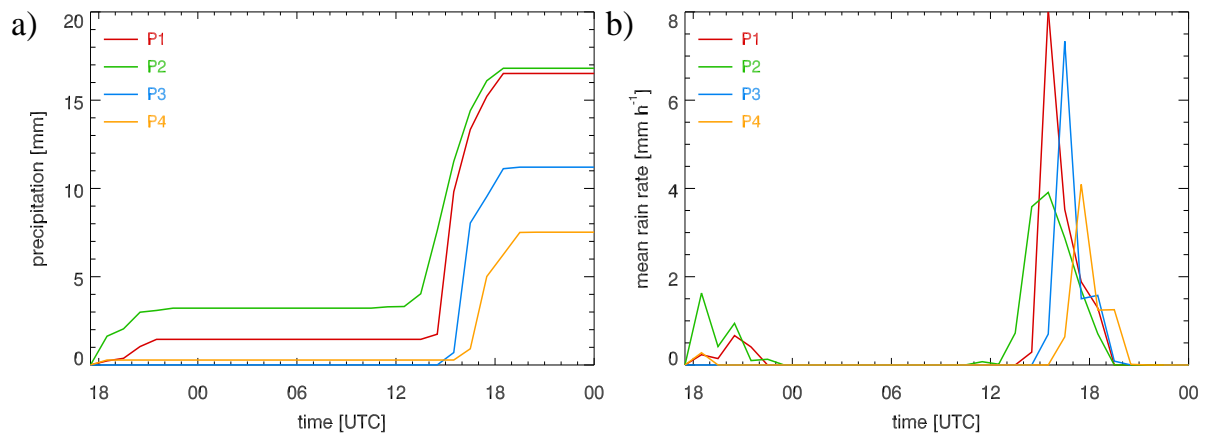 a)
P1
P2
P3
P4
precipitation [mm]
20
15
10
5
0
18 00 06 12 18 00
time [UTC]
b)
P1
P2
P3
P4
mean rain rate [mm h⁻¹]
8
6
4
2
0
18 00 06 12 18 00
time [UTC]